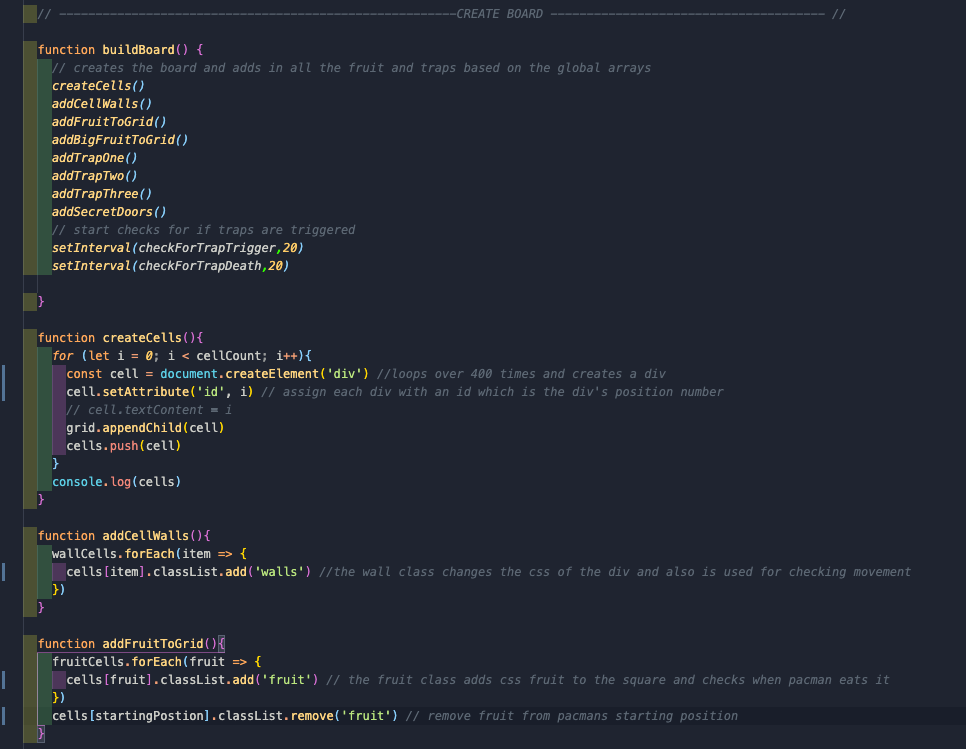 // -------------------------------------------------------CREATE BOARD -------------------------------------- //
function buildBoard() {
// creates the board and adds in all the fruit and traps based on the global arrays
createCells()
addCellWalls()
addFruitToGrid()
addBigFruitToGrid()
addTrapOne()
addTrapTwo()
addTrapThree()
addSecretDoors()
// start checks for if traps are triggered
setInterval(checkForTrapTrigger,20)
setInterval(checkForTrapDeath,20)
}
function createCells(){
for (let i = 0; i < cellCount; i++){
const cell = document.createElement('div') //loops over 400 times and creates a div
cell.setAttribute('id', i) // assign each div with an id which is the div's position number
// cell.textContent = i
grid.appendChild(cell)
cells.push(cell)
}
console.log(cells)
}
function addCellWalls(){
wallCells.forEach(item => {
cells[item].classList.add('walls') //the wall class changes the css of the div and also is used for checking movement
})
}
function addFruitToGrid(){
fruitCells.forEach(fruit => {
cells[fruit].classList.add('fruit') // the fruit class adds css fruit to the square and checks when pacman eats it
})
cells[startingPostion].classList.remove('fruit') // remove fruit from pacmans starting position
}